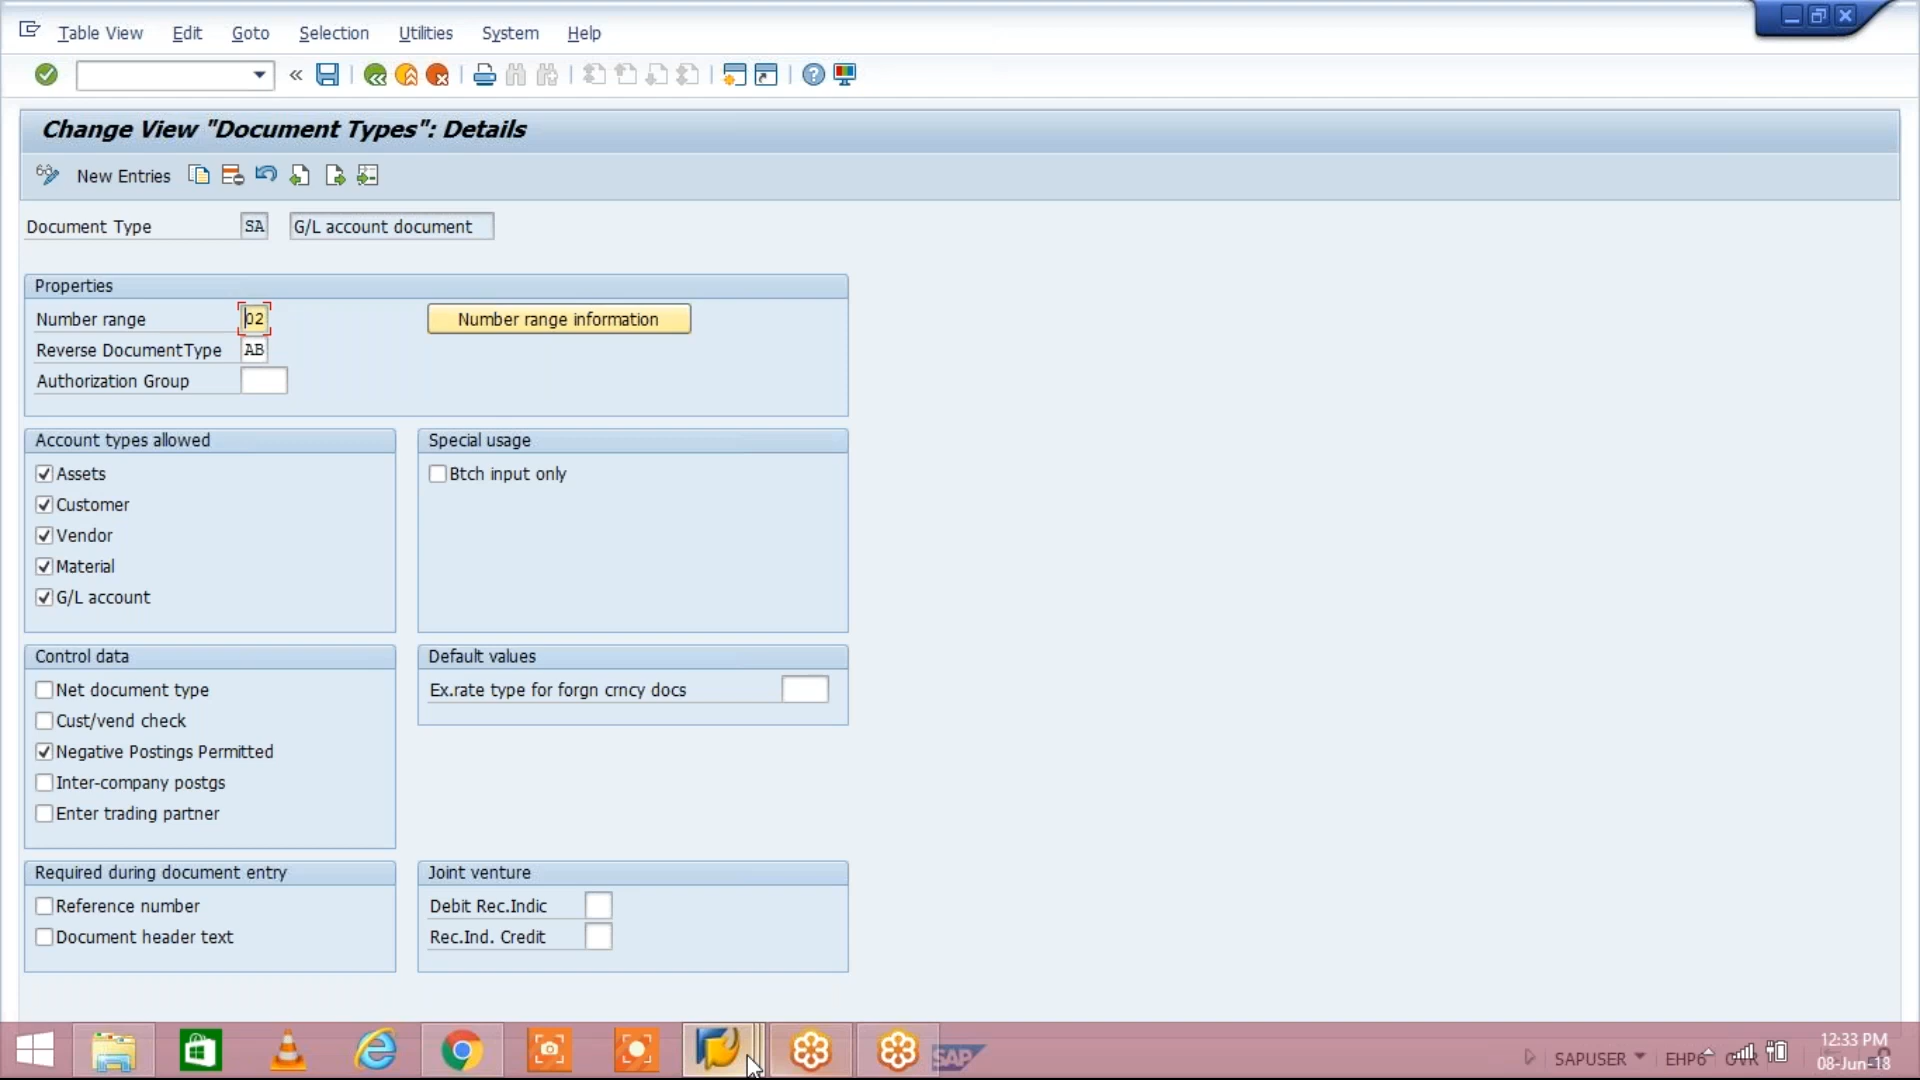 Table View Edit Goto Selection Utilities System Help
Change View "Document Types": Details
New Entries
Document Type SA G/L account document
Properties
Number range 02 Number range information
Reverse DocumentType AB
Authorization Group
Account types allowed Special usage
Assets Btch input only
Customer
Vendor
Material
G/L account
Control data Default values
Net document type Ex.rate type for forgn crncy docs
Cust/vend check
Negative Postings Permitted
Inter-company postgs
Enter trading partner
Required during document entry Joint venture
Reference number Debit Rec.Indic
Document header text Rec.Ind. Credit
SAP SAPUSER EHP6 OVR 12:33 PM
08-Jun-18